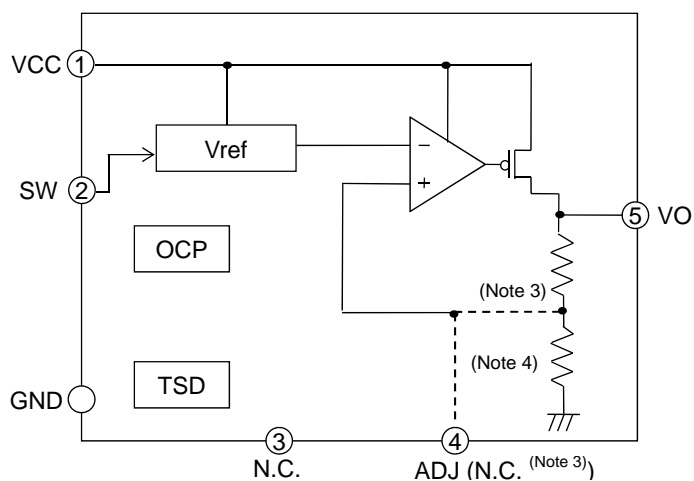 VCC 1
Vref
−
+
SW 2
5 VO
OCP
(Note 3)
(Note 4)
TSD
GND
3
N.C.
4
ADJ (N.C. (Note 3))